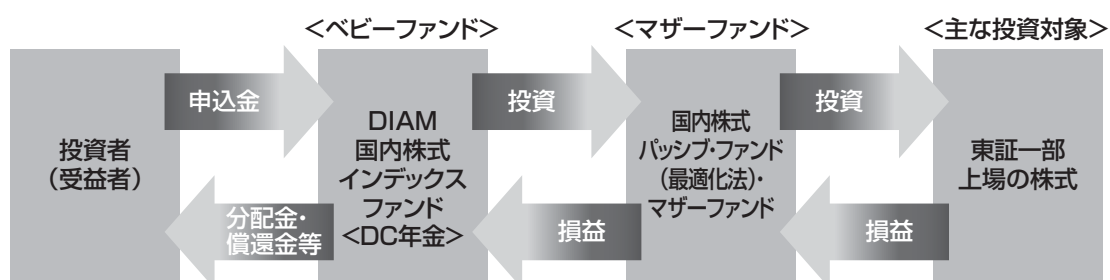 ＜ベビーファンド＞
＜マザーファンド＞
＜主な投資対象＞
投資者
（受益者）
申込金
分配金・
償還金等
DIAM
国内株式
インデックス
ファンド
＜DC年金＞
投資
損益
国内株式
パッシブ・ファンド
（最適化法）・
マザーファンド
投資
損益
東証一部
上場の株式